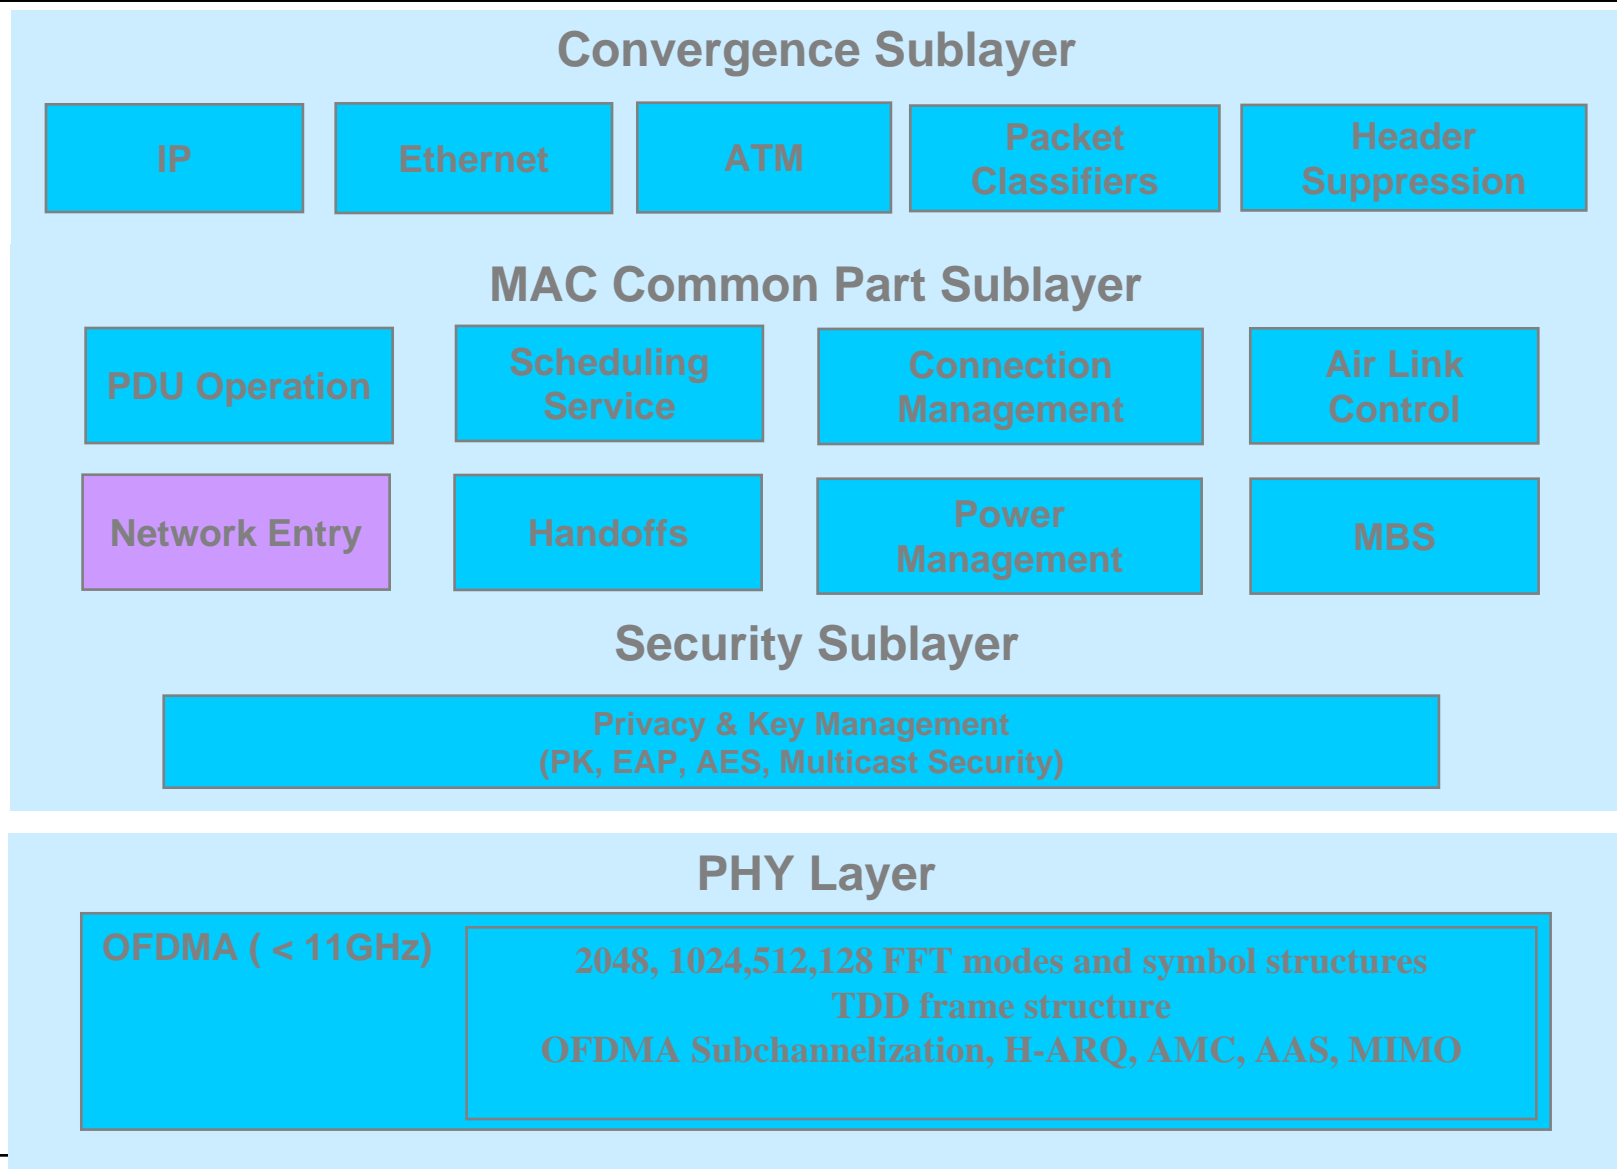 Convergence Sublayer
IP
Ethernet
ATM
Packet
Classifiers
Header
Suppression
MAC Common Part Sublayer
PDU Operation
Scheduling
Service
Connection
Management
Air Link
Control
Network Entry
Handoffs
Power
Management
MBS
Security Sublayer
Privacy & Key Management
(PK, EAP, AES, Multicast Security)
PHY Layer
OFDMA ( < 11GHz)
2048, 1024,512,128 FFT modes and symbol structures
TDD frame structure
OFDMA Subchannelization, H-ARQ, AMC, AAS, MIMO